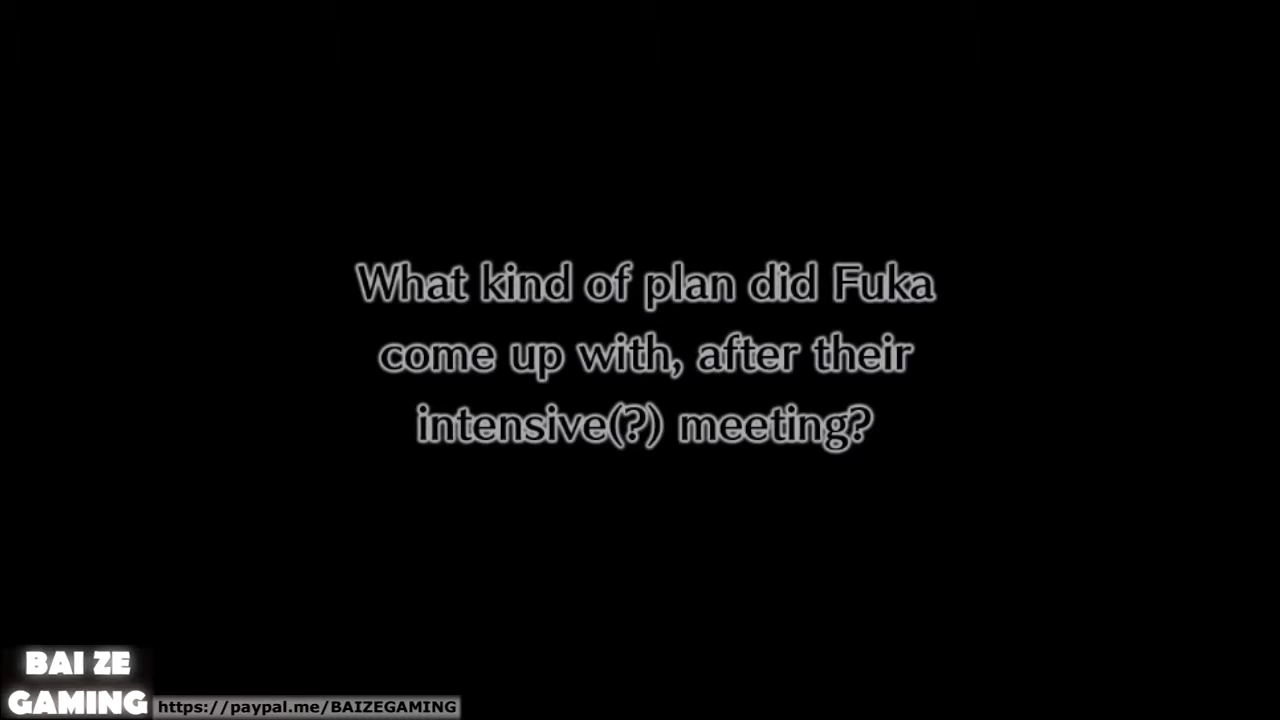 What kind of plan did Fuka
come up with, after their
intensive(?) meeting?
BAI ZE
GAMING
https://paypal.me/BAIZEGAMING